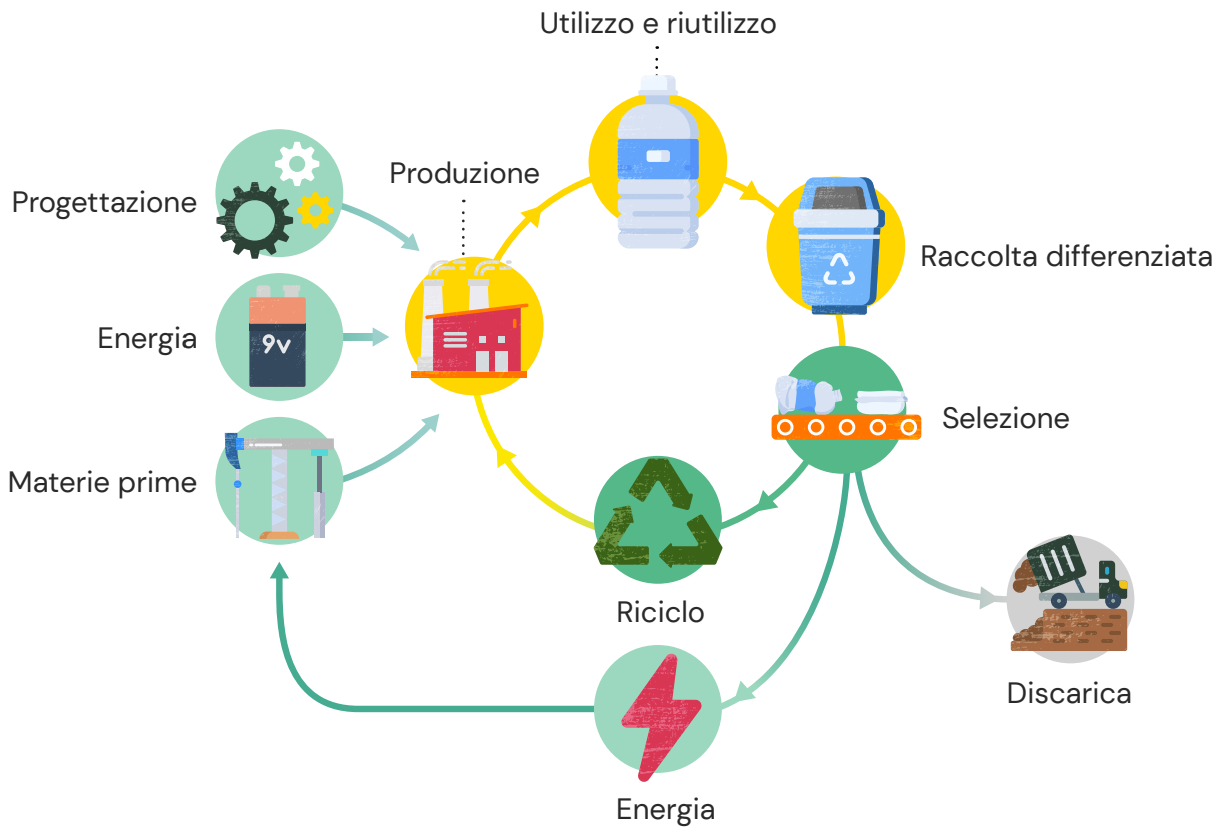 Utilizzo e riutilizzo
Produzione
Progettazione
Raccolta differenziata
Energia
9v
Selezione
Materie prime
Riciclo
Discarica
Energia